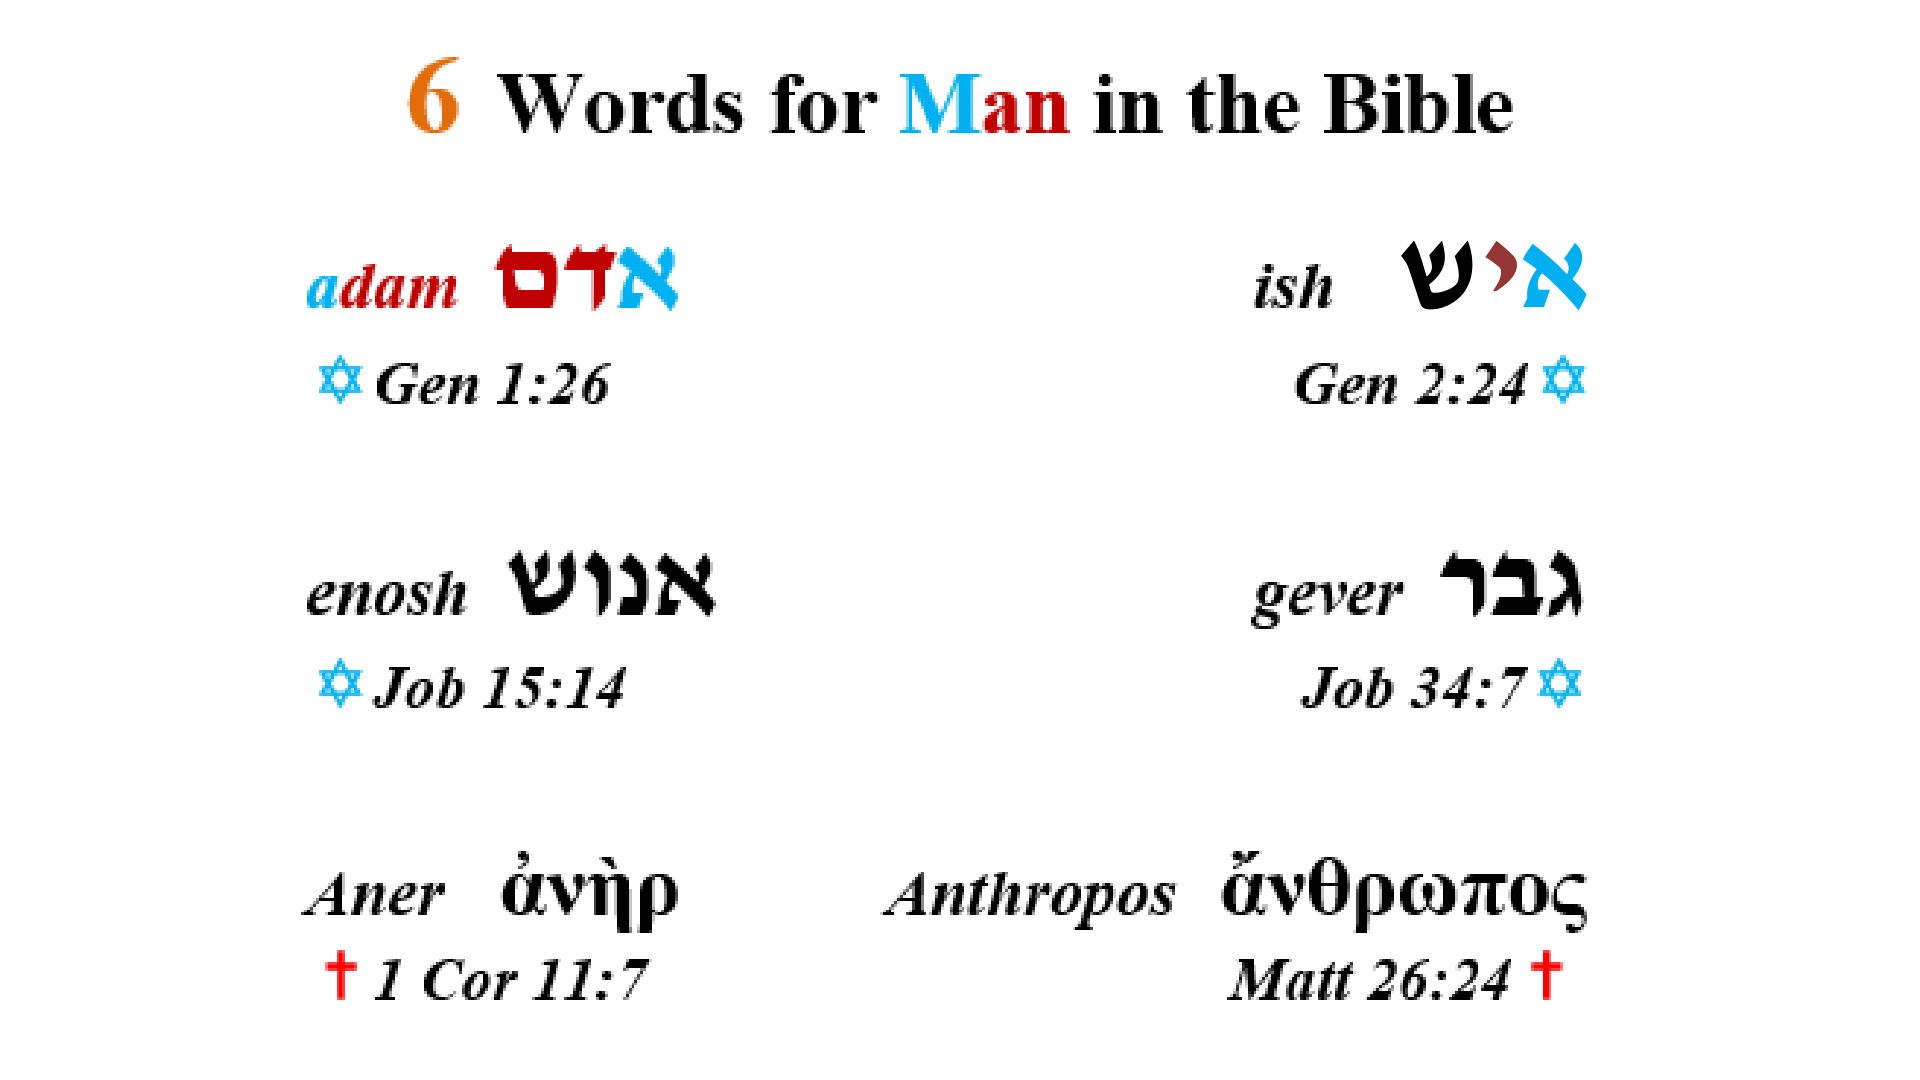 6 Words for Man in the Bible
adam אדם
ish איש
✡ Gen 1:26
Gen 2:24 ✡
enosh אנוש
gever גבר
✡ Job 15:14
Job 34:7 ✡
Aner ἀνὴρ
Anthropos ἄνθρωπος
✝ 1 Cor 11:7
Matt 26:24 ✝